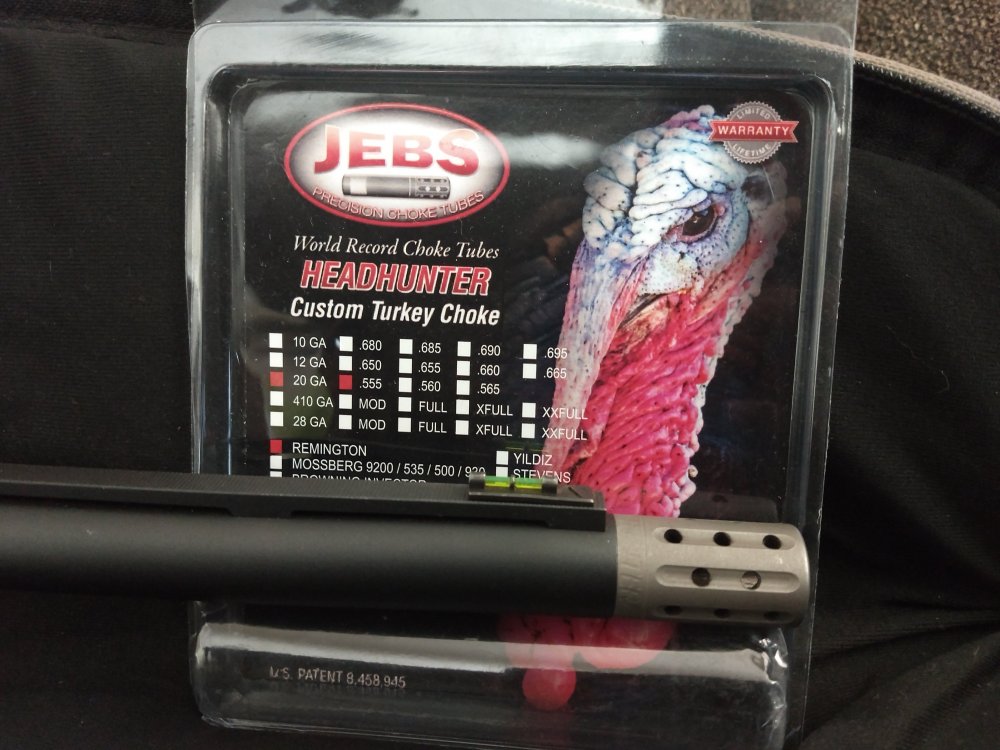 JEBS
PRECISION CHOKE TUBES
LIMITED
WARRANTY
LIFETIME
World Record Choke Tubes
HEADHUNTER
Custom Turkey Choke
10 GA .680 .685 .690 .695
12 GA .650 .655 .660 .665
20 GA .555 .560 .565
410 GA MOD FULL XFULL XXFULL
28 GA MOD FULL XFULL XXFULL
REMINGTON YILDIZ
MOSSBERG 9200 / 535 / 500 / 930 STEVENS
BROWNING INVECTOR
U.S. PATENT 8,458,945